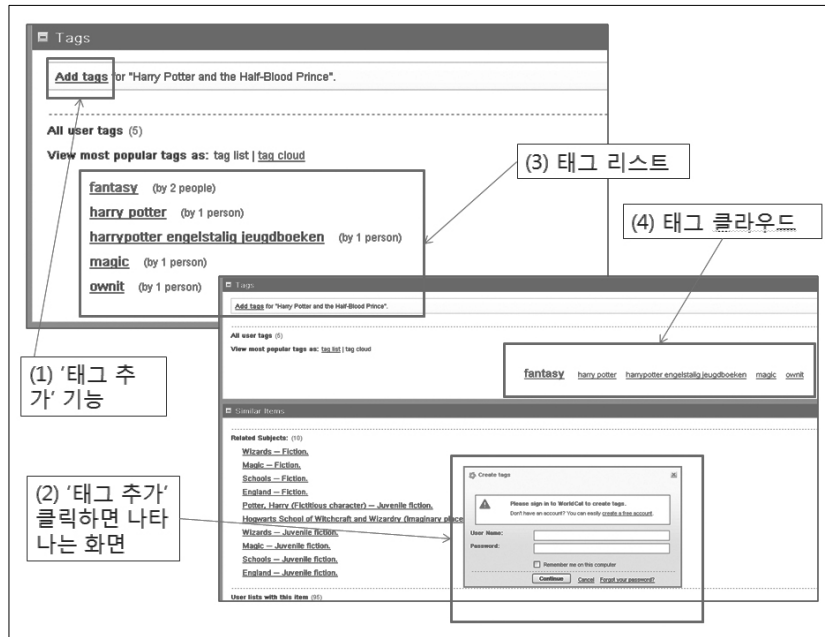 Tags
Add tags for "Harry Potter and the Half-Blood Prince".
All user tags (5)
View most popular tags as: tag list | tag cloud
fantasy (by 2 people)
harry potter (by 1 person)
harrypotter engelstalig jeugdboeken (by 1 person)
magic (by 1 person)
ownit (by 1 person)
(3) 태그 리스트
(4) 태그 클라우드
(1) '태그 추
가' 기능
(2) '태그 추가'
클릭하면 나타
나는 화면
Tags
Add tags for "Harry Potter and the Half-Blood Prince".
All user tags (5)
View most popular tags as: tag list | tag cloud
fantasy harry potter harrypotter engelstalig jeugdboeken magic ownit
Similar Items
Related Subjects: (10)
Wizards — Fiction.
Magic — Fiction.
Schools — Fiction.
England — Fiction.
Potter, Harry (Fictitious character) — Juvenile fiction.
Hogwarts School of Witchcraft and Wizardry (Imaginary place
Wizards — Juvenile fiction.
Magic — Juvenile fiction.
Schools — Juvenile fiction.
England — Juvenile fiction.
User lists with this item (95)
Create tags
Please sign in to WorldCat to create tags.
Don't have an account? You can easily create a free account.
User Name:
Password:
Remember me on this computer
Continue Cancel Forgot your password?